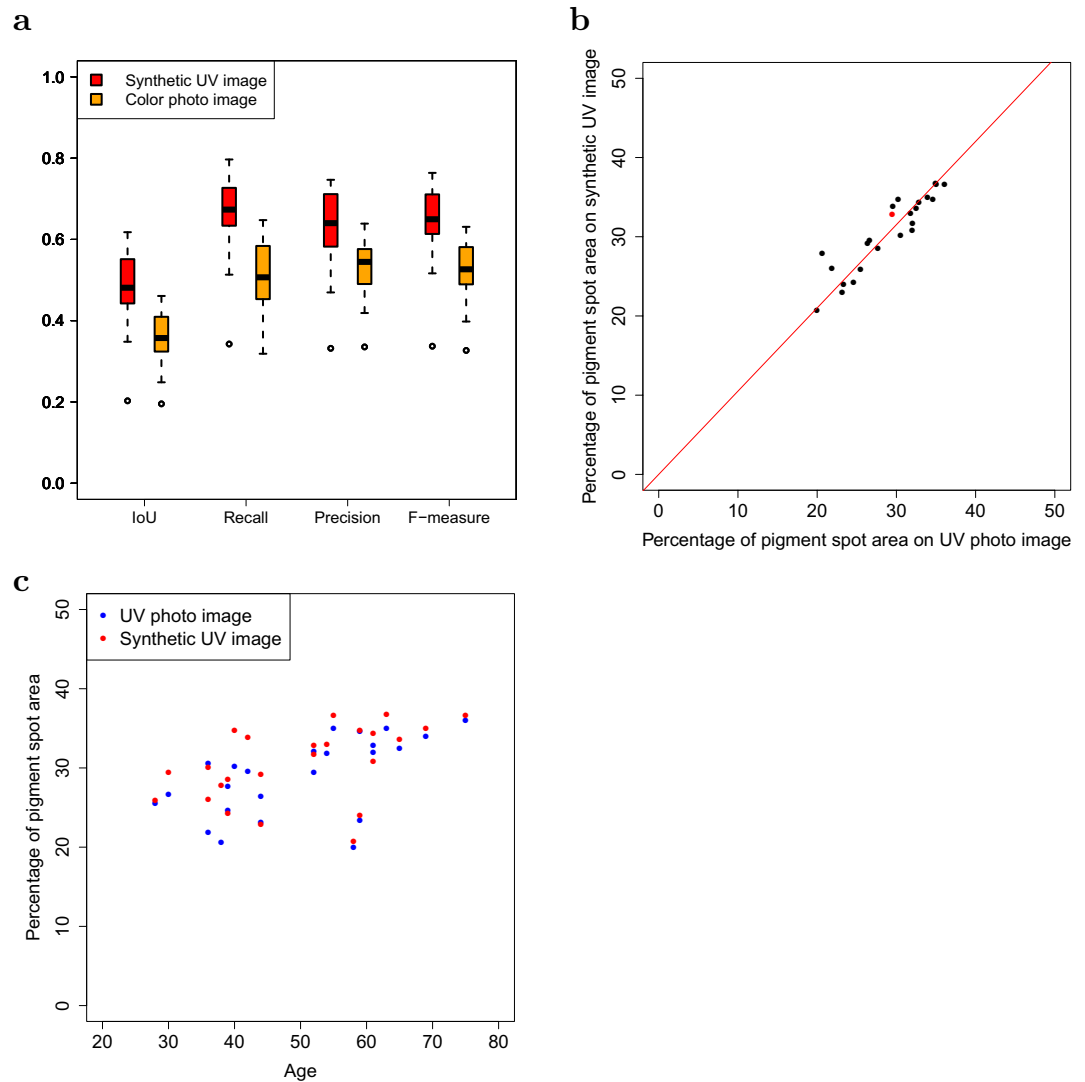 a
1.0
0.8
0.6
0.4
0.2
0.0
Synthetic UV image
Color photo image
IoU Recall Precision F−measure
b
Percentage of pigment spot area on synthetic UV image
50
40
30
20
10
0
0 10 20 30 40 50
Percentage of pigment spot area on UV photo image
c
UV photo image
Synthetic UV image
Percentage of pigment spot area
50
40
30
20
10
0
20 30 40 50 60 70 80
Age